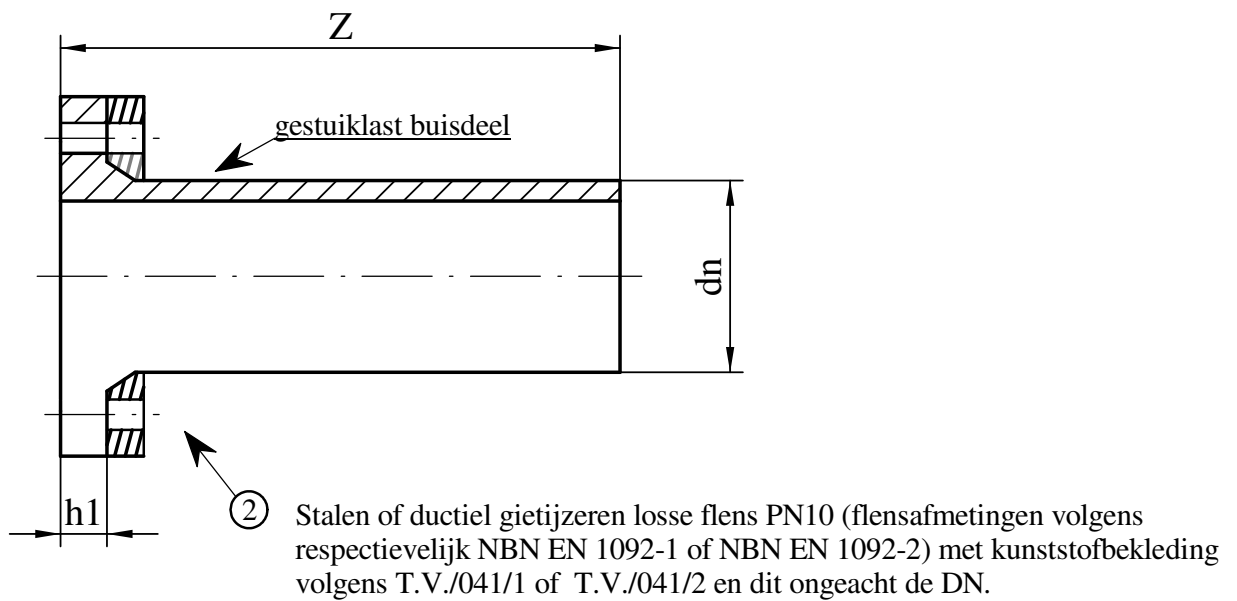 Z
gestuiklast buisdeel
dn
h1
2
Stalen of ductiel gietijzeren losse flens PN10 (flensafmetingen volgens
respectievelijk NBN EN 1092-1 of NBN EN 1092-2) met kunststofbekleding
volgens T.V./041/1 of T.V./041/2 en dit ongeacht de DN.